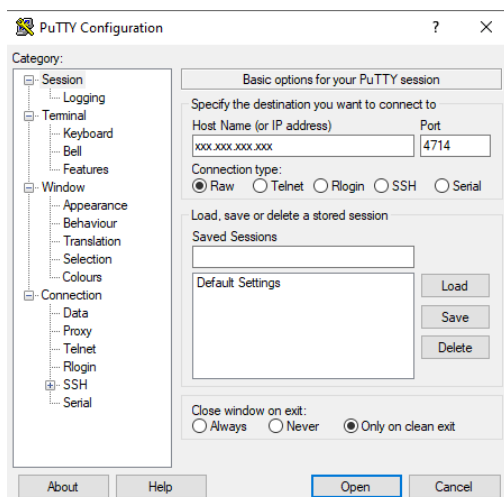 PuTTY Configuration ? ×
Category:
Session
Logging
Terminal
Keyboard
Bell
Features
Window
Appearance
Behaviour
Translation
Selection
Colours
Connection
Data
Proxy
Telnet
Rlogin
SSH
Serial
Basic options for your PuTTY session
Specify the destination you want to connect to
Host Name (or IP address) Port
xxx.xxx.xxx.xxx 4714
Connection type:
Raw Telnet Rlogin SSH Serial
Load, save or delete a stored session
Saved Sessions
Default Settings
Load
Save
Delete
Close window on exit:
Always Never Only on clean exit
About Help Open Cancel